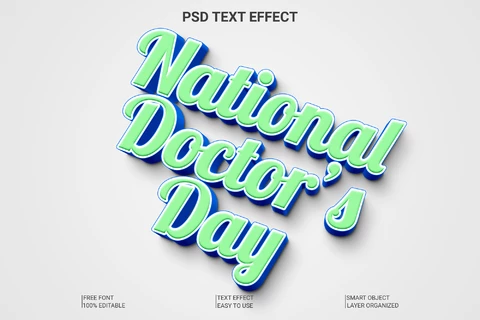 PSD TEXT EFFECT
National
Doctor's
Day
FREE FONT
100% EDITABLE
TEXT EFFECT
EASY TO USE
SMART OBJECT
LAYER ORGANIZED